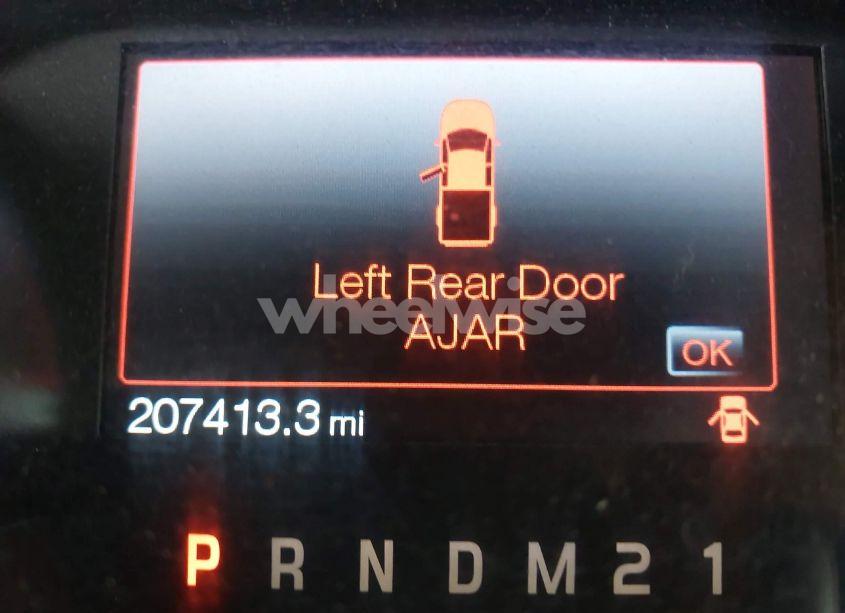 Left Rear Door
AJAR
wheelwise
OK
207413.3 mi
P R N D M 2 1